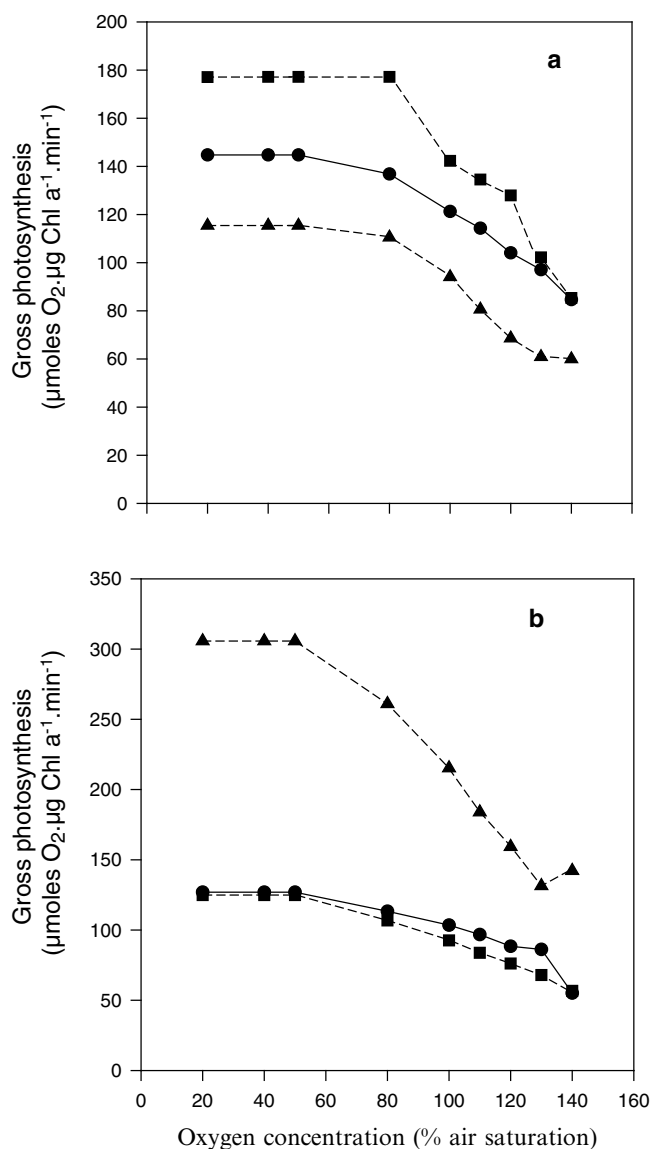 200
180
160
140
120
100
80
60
40
20
0
Gross photosynthesis
(µmoles O₂.µg Chl a⁻¹.min⁻¹)
a
350
300
250
200
150
100
50
0
Gross photosynthesis
(µmoles O₂.µg Chl a⁻¹.min⁻¹)
b
0 20 40 60 80 100 120 140 160
Oxygen concentration (% air saturation)